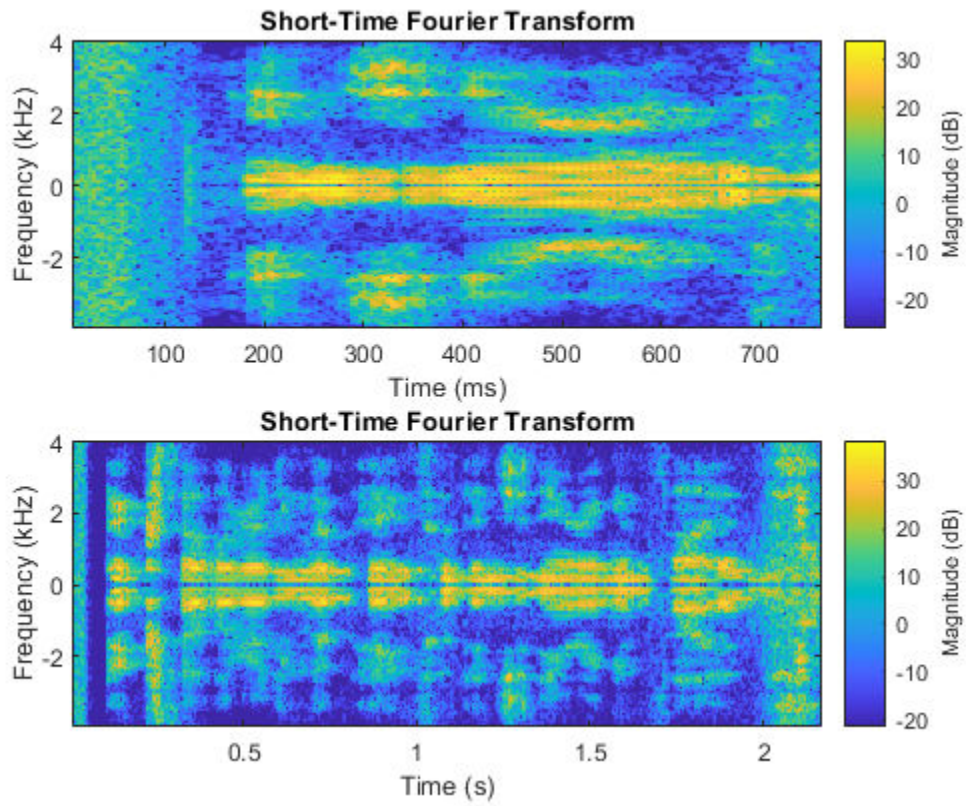 Short-Time Fourier Transform
4
2
0
-2
Frequency (kHz)
100 200 300 400 500 600 700
Time (ms)
30
20
10
0
-10
-20
Magnitude (dB)
Short-Time Fourier Transform
4
2
0
-2
Frequency (kHz)
0.5 1 1.5 2
Time (s)
30
20
10
0
-10
-20
Magnitude (dB)